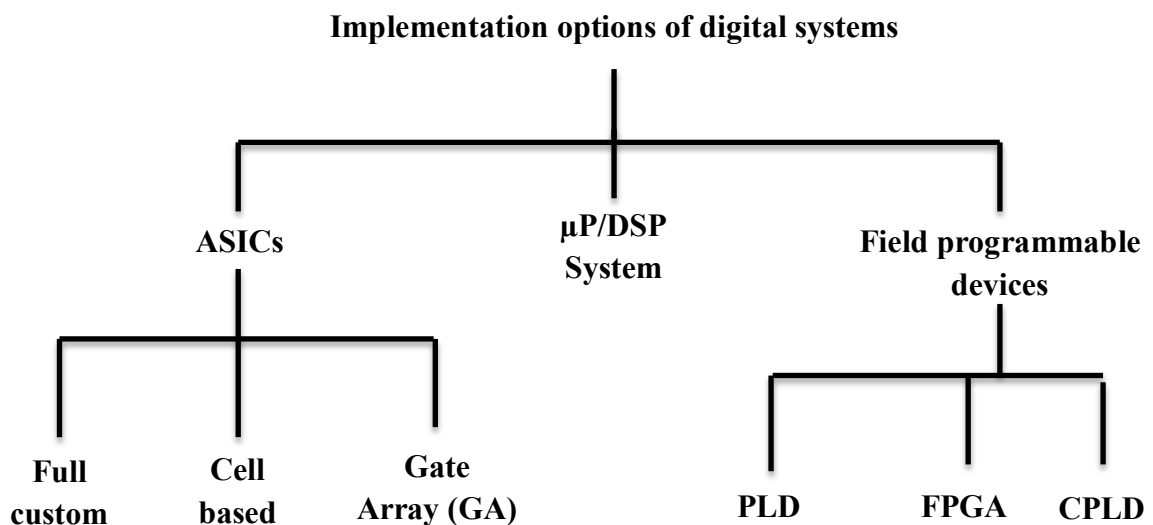 Implementation options of digital systems
ASICs
µP/DSP
System
Field programmable
devices
Full
custom
Cell
based
Gate
Array (GA)
PLD
FPGA
CPLD